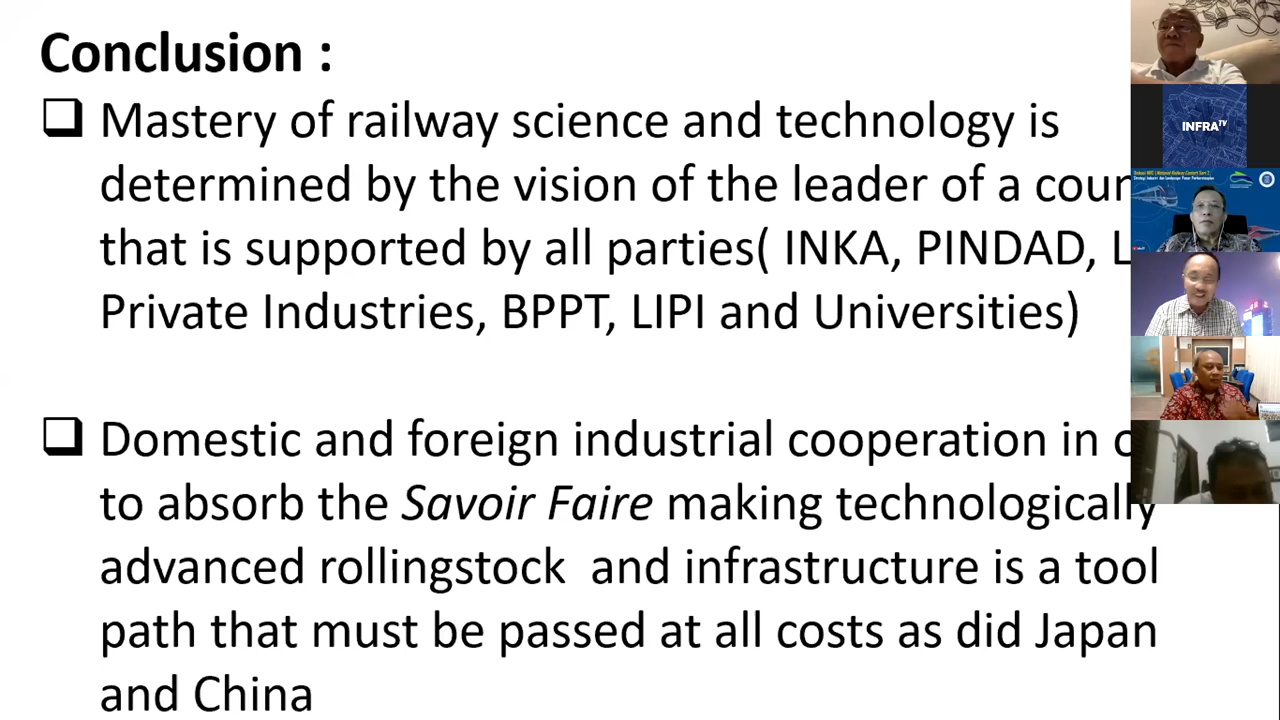 Conclusion :
❑ Mastery of railway science and technology is
determined by the vision of the leader of a
that is supported by all parties( INKA, PINDAD,
Private Industries, BPPT, LIPI and Universities)
❑ Domestic and foreign industrial cooperation in
to absorb the Savoir Faire making technologically
advanced rollingstock and infrastructure is a tool
path that must be passed at all costs as did Japan
and China
INFRA TV